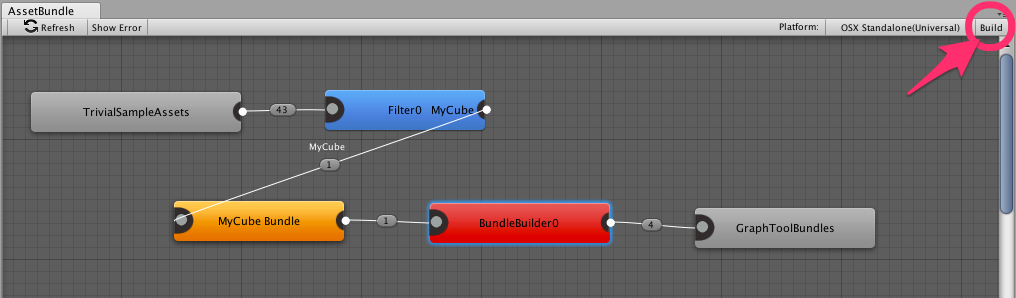 AssetBundle
Refresh Show Error Platform: OSX Standalone(Universal) Build
TrivialSampleAssets 43 Filter0 MyCube
MyCube
1
MyCube Bundle 1 BundleBuilder0 4 GraphToolBundles